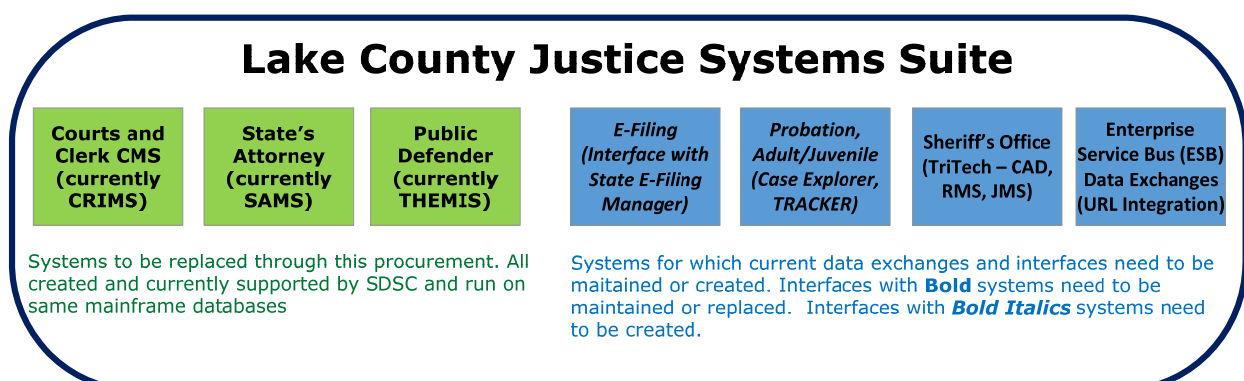 Lake County Justice Systems Suite
Courts and
Clerk CMS
(currently
CRIMS)
State’s
Attorney
(currently
SAMS)
Public
Defender
(currently
THEMIS)
E-Filing
(Interface with
State E-Filing
Manager)
Probation,
Adult/Juvenile
(Case Explorer,
TRACKER)
Sheriff’s Office
(TriTech – CAD,
RMS, JMS)
Enterprise
Service Bus (ESB)
Data Exchanges
(URL Integration)
Systems to be replaced through this procurement. All
created and currently supported by SDSC and run on
same mainframe databases
Systems for which current data exchanges and interfaces need to be
maitained or created. Interfaces with Bold systems need to be
maintained or replaced.  Interfaces with Bold Italics systems need
to be created.